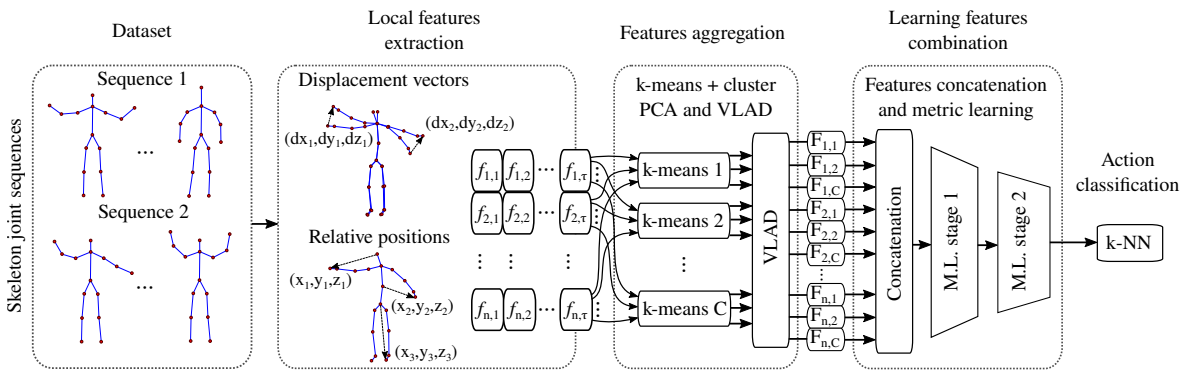 Dataset
Local features
extraction
Features aggregation
Learning features
combination
Skeleton joint sequences
Sequence 1
...
Sequence 2
...
Displacement vectors
(dx1,dy1,dz1)
(dx2,dy2,dz2)
Relative positions
(x1,y1,z1)
(x2,y2,z2)
(x3,y3,z3)
f1,1 f1,2 ... f1,τ
f2,1 f2,2 ... f2,τ
fn,1 fn,2 ... fn,τ
k-means + cluster
PCA and VLAD
k-means 1
k-means 2
k-means C
VLAD
F1,1
F1,2
F1,C
F2,1
F2,2
F2,C
Fn,1
Fn,2
Fn,C
Features concatenation
and metric learning
Concatenation
M.L. stage 1
M.L. stage 2
Action
classification
k-NN